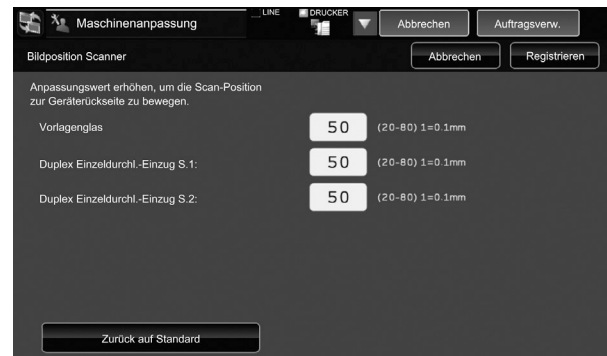 Maschinenanpassung
LINE
DRUCKER
Abbrechen
Auftragsverw.
Bildposition Scanner
Abbrechen
Registrieren
Anpassungswert erhöhen, um die Scan-Position
zur Geräterückseite zu bewegen.
Vorlagenglas
50
(20-80) 1=0.1mm
Duplex Einzeldurchl.-Einzug S.1:
50
(20-80) 1=0.1mm
Duplex Einzeldurchl.-Einzug S.2:
50
(20-80) 1=0.1mm
Zurück auf Standard